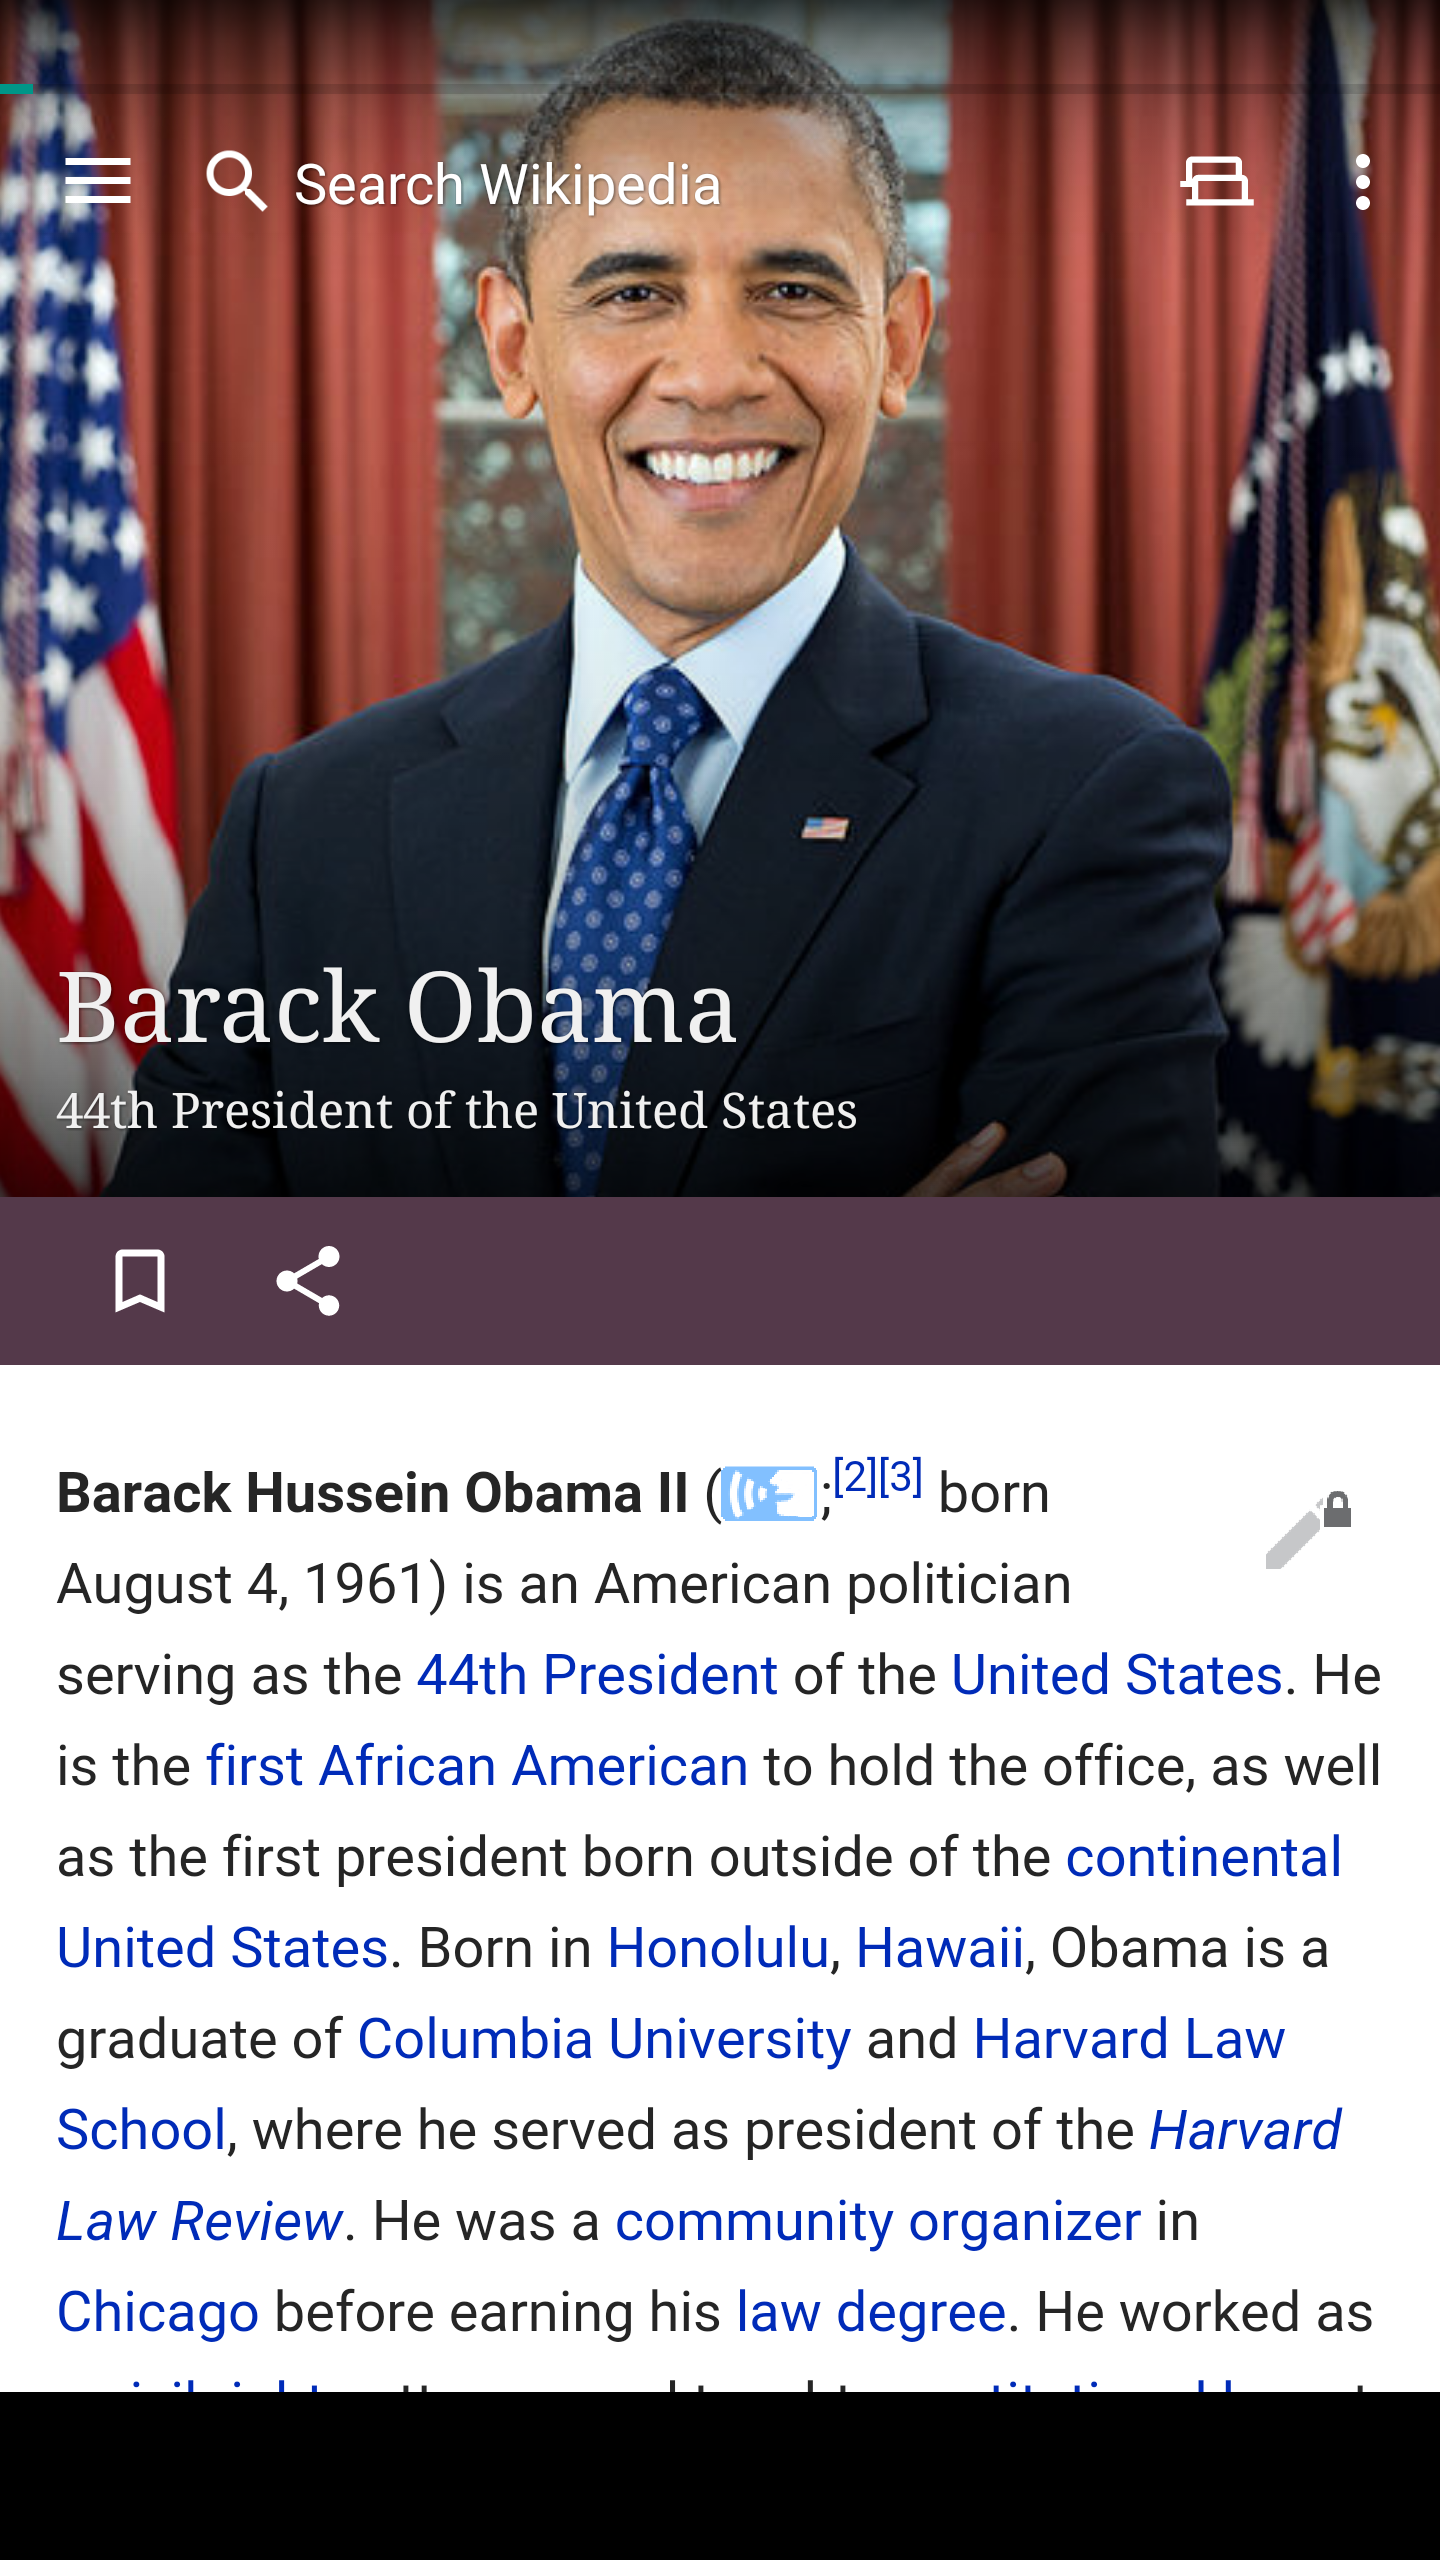 Search Wikipedia
Barack Obama
44th President of the United States
Barack Hussein Obama II (;[2][3] born
August 4, 1961) is an American politician
serving as the 44th President of the United States. He
is the first African American to hold the office, as well
as the first president born outside of the continental
United States. Born in Honolulu, Hawaii, Obama is a
graduate of Columbia University and Harvard Law
School, where he served as president of the Harvard
Law Review. He was a community organizer in
Chicago before earning his law degree. He worked as